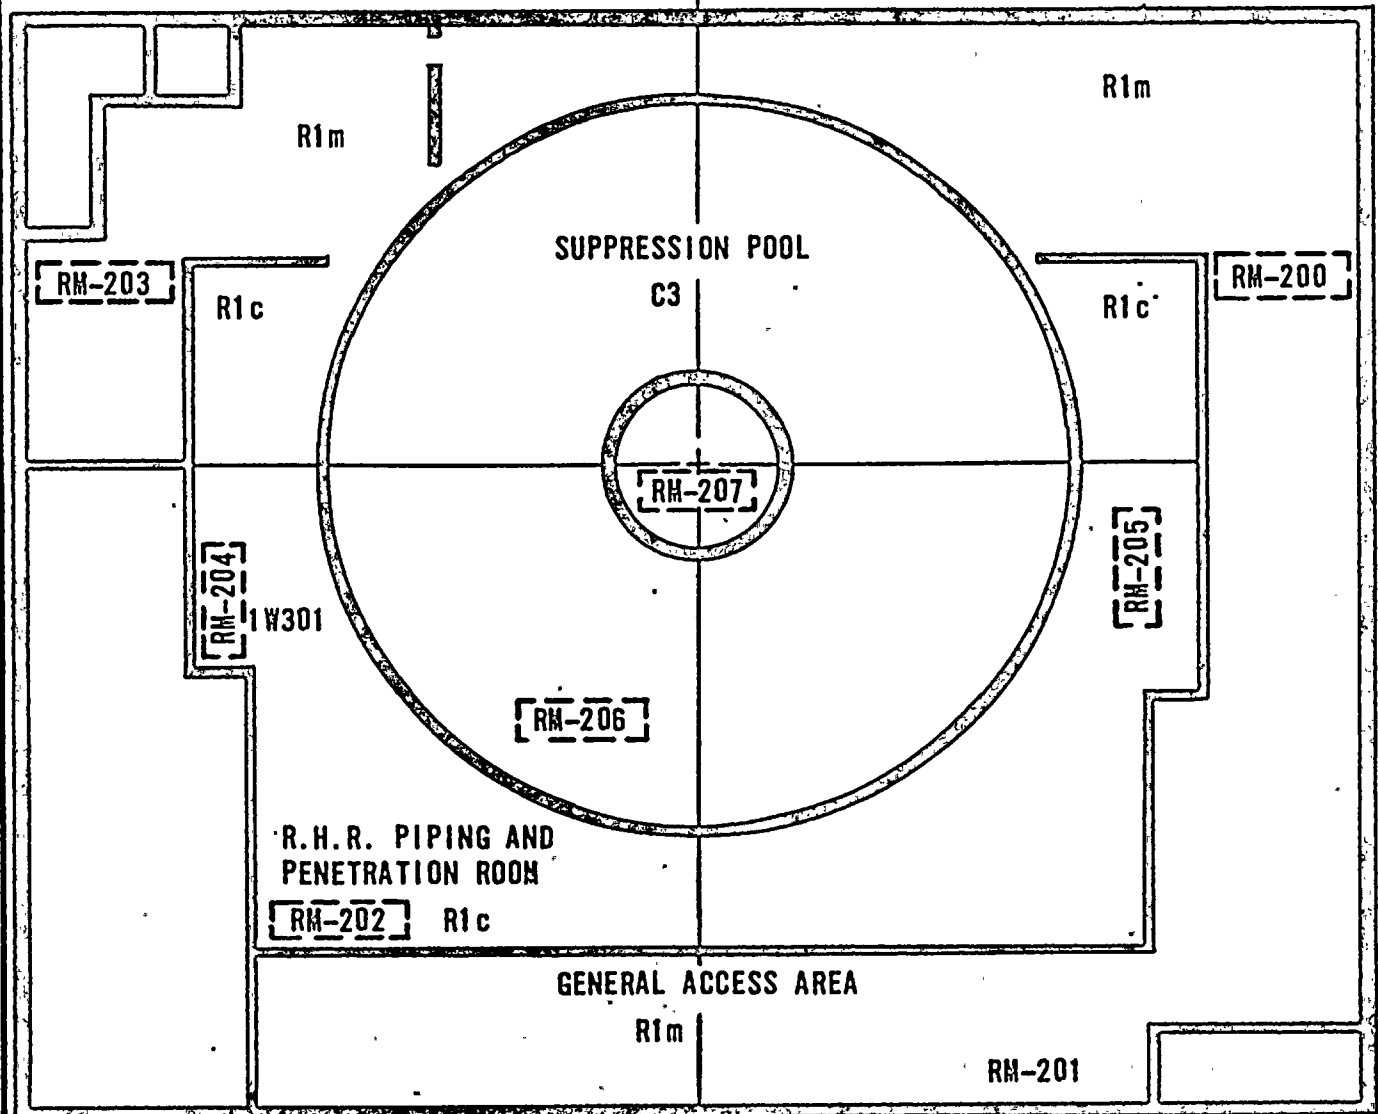 R1m
R1m
SUPPRESSION POOL
C3
RM-203
RM-200
R1c
R1c
RM-207
RM-204
1W301
RM-205
RM-206
R.H.R. PIPING AND
PENETRATION ROOM
RM-202 R1c
GENERAL ACCESS AREA
R1m
RM-201